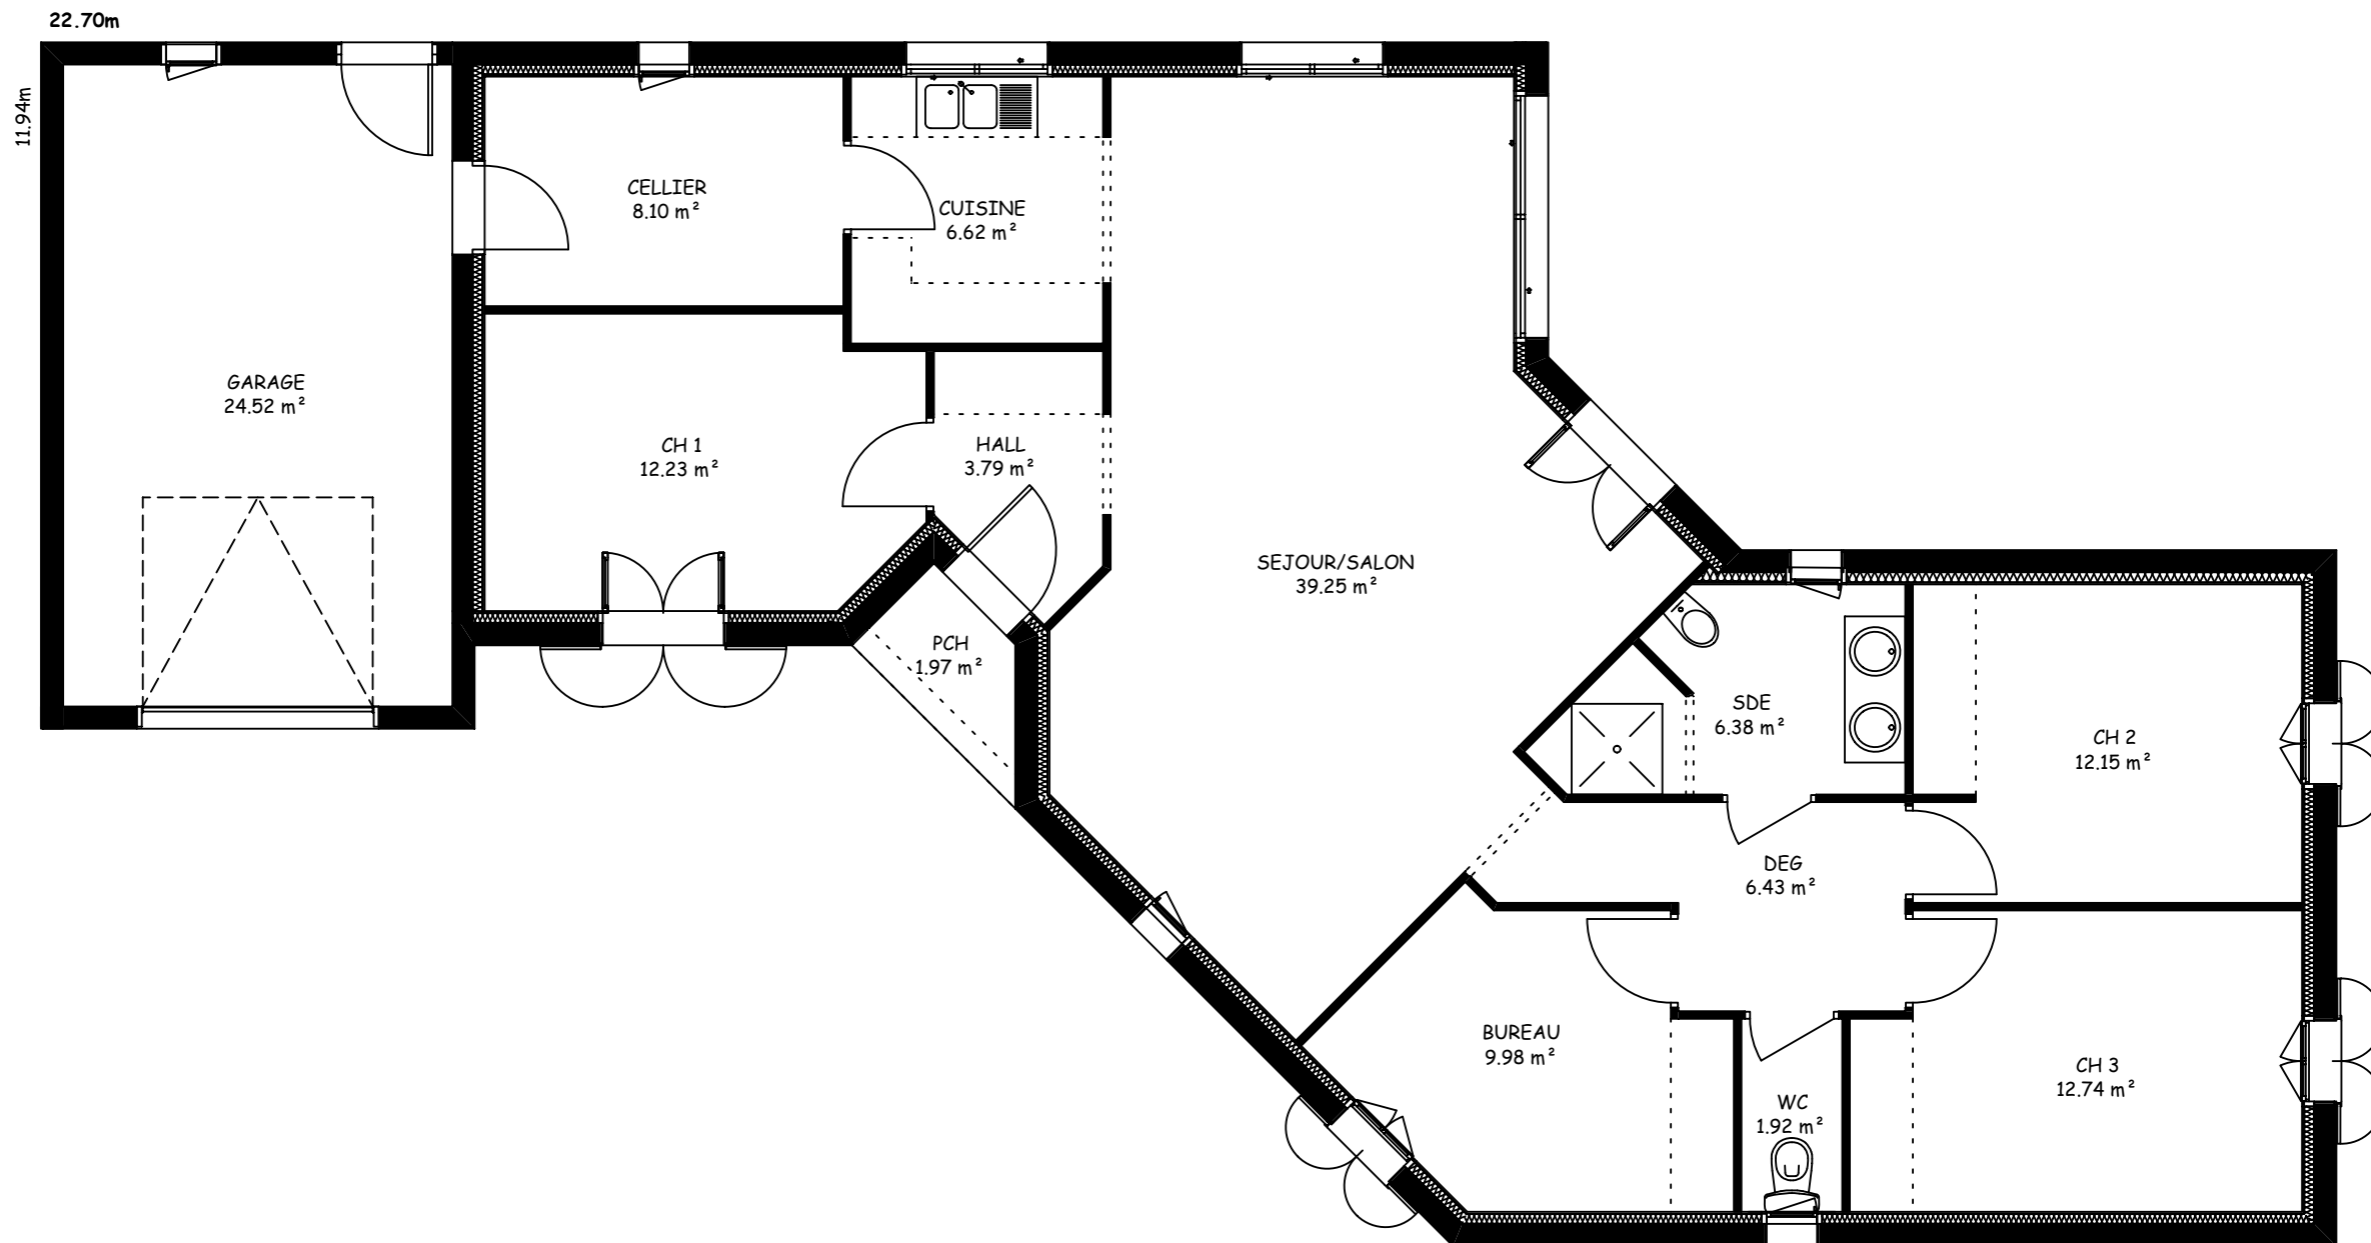 22.70m
11.94m
CELLIER
8.10 m²
CUISINE
6.62 m²
GARAGE
24.52 m²
CH 1
12.23 m²
HALL
3.79 m²
SEJOUR/SALON
39.25 m²
PCH
1.97 m²
SDE
6.38 m²
CH 2
12.15 m²
DEG
6.43 m²
BUREAU
9.98 m²
WC
1.92 m²
CH 3
12.74 m²